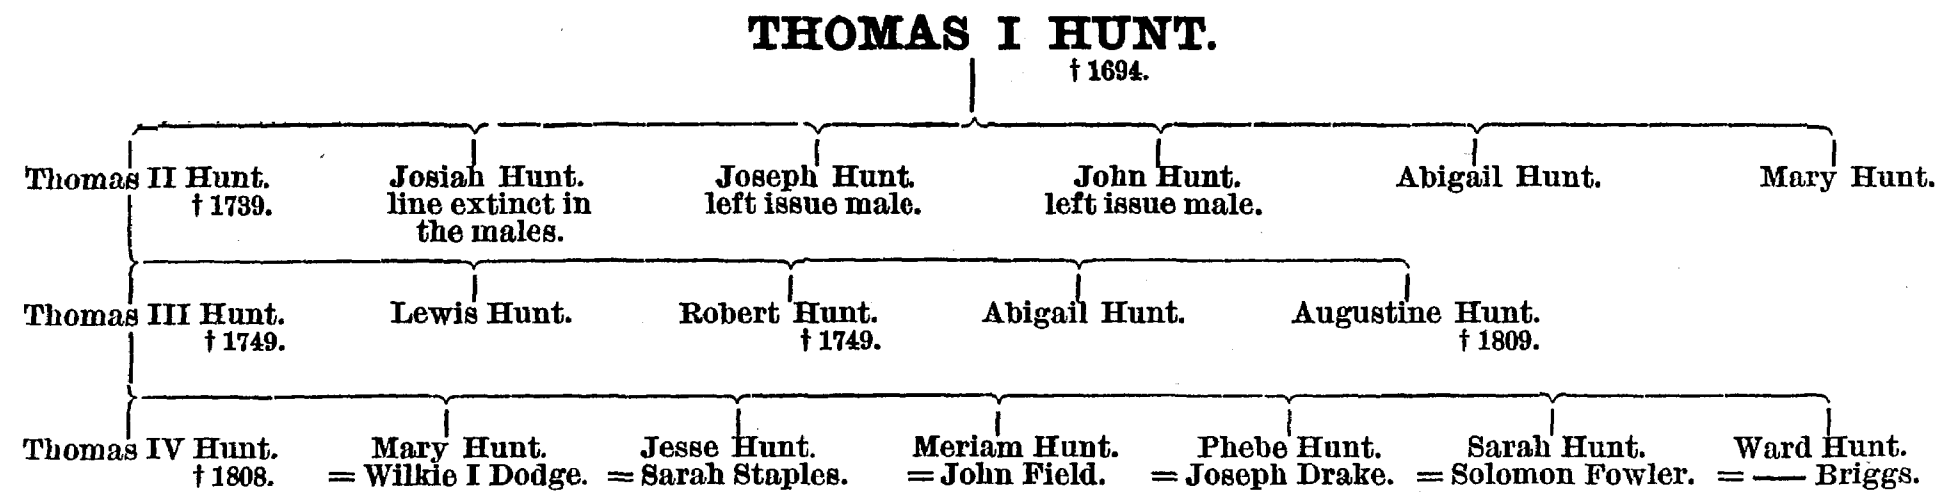 THOMAS I HUNT.
† 1694.
Thomas II Hunt. Josiah Hunt. Joseph Hunt. John Hunt. Abigail Hunt. Mary Hunt.
† 1739. line extinct in left issue male. left issue male.
the males.
Thomas III Hunt. Lewis Hunt. Robert Hunt. Abigail Hunt. Augustine Hunt.
† 1749. † 1749. † 1809.
Thomas IV Hunt. Mary Hunt. Jesse Hunt. Meriam Hunt. Phebe Hunt. Sarah Hunt. Ward Hunt.
† 1808. = Wilkie I Dodge. = Sarah Staples. = John Field. = Joseph Drake. = Solomon Fowler. = — Briggs.